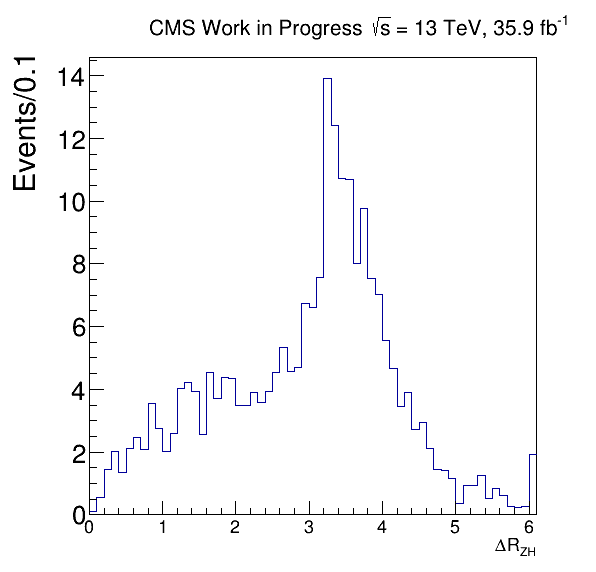 CMS Work in Progress √s = 13 TeV, 35.9 fb⁻¹
Events/0.1
14
12
10
8
6
4
2
0
0 1 2 3 4 5 6
ΔR_ZH